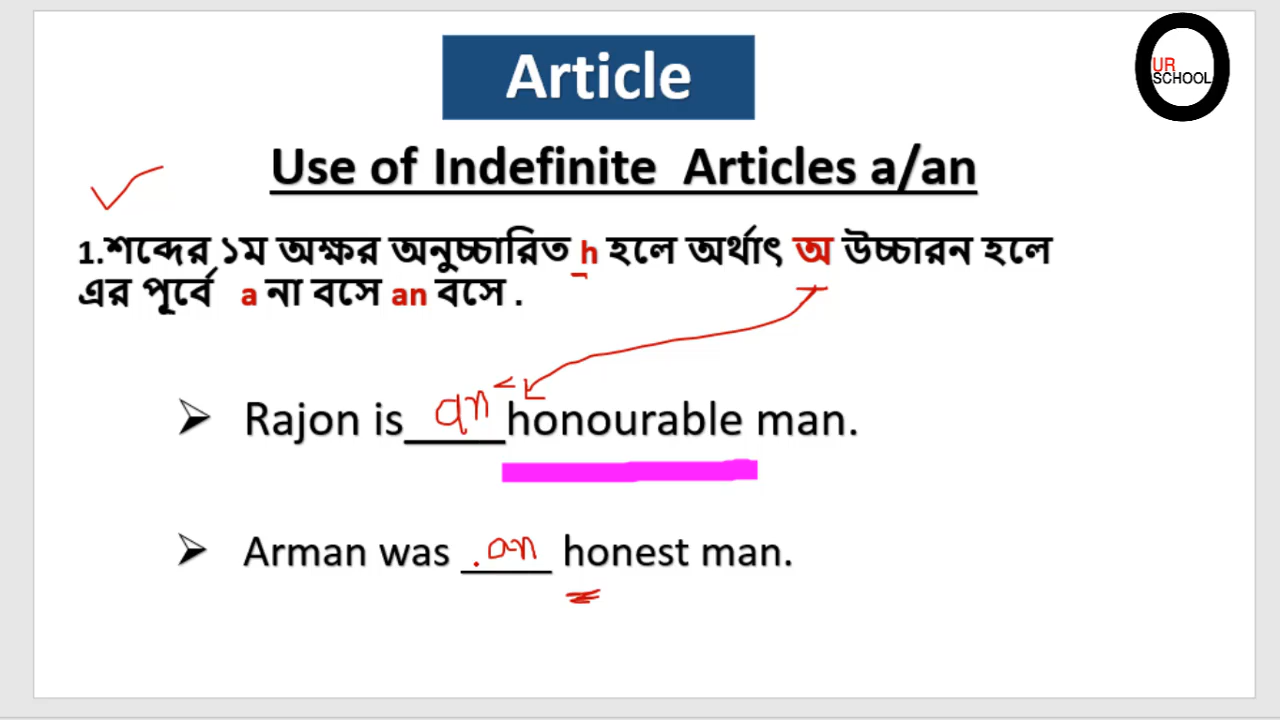 Article
UR
SCHOOL
Use of Indefinite Articles a/an
1.শব্দের ১ম অক্ষর অনুচ্চারিত h হলে অর্থাৎ অ উচ্চারন হলে
এর পূর্বে a না বসে an বসে .
➢ Rajon is an honourable man.
➢ Arman was an honest man.